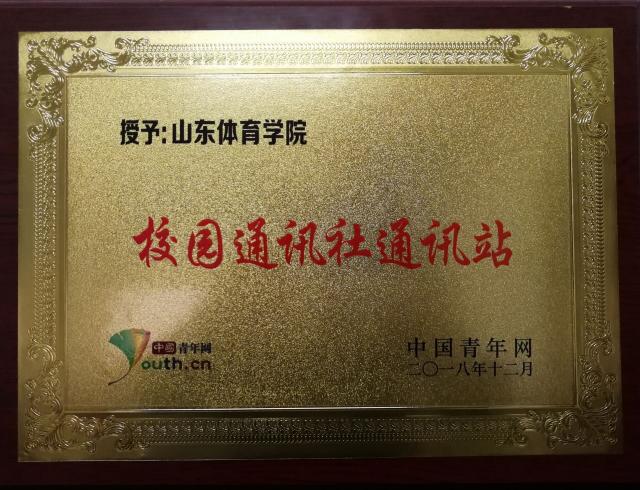 授予:山东体育学院
校园通讯社通讯站
中国青年网
Youth.cn
中国青年网
二〇一八年十二月